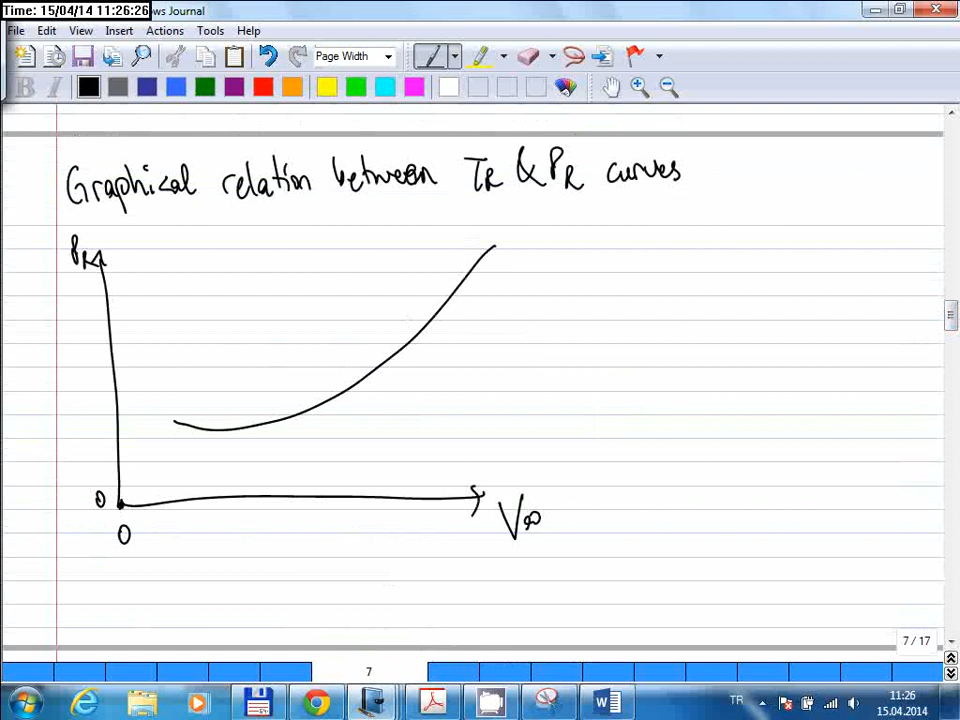 Time: 15/04/14 11:26:26
ws Journal
File Edit View Insert Actions Tools Help
Page Width
B I
Graphical relation between TR & PR curves
PR
0
0
V∞
7 / 17
7
W
TR
11:26
15.04.2014